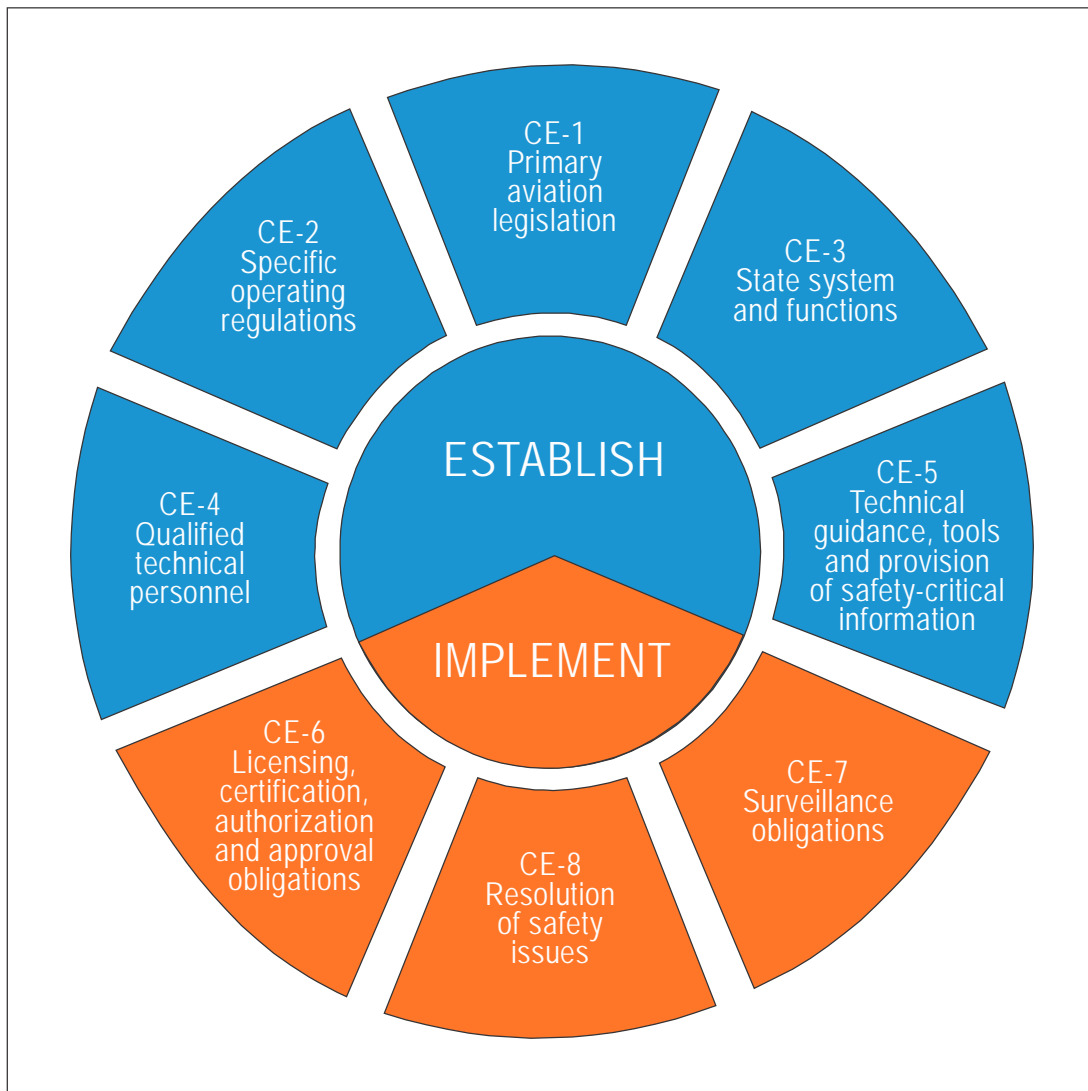 CE-1
Primary
aviation
legislation
CE-2
Specific
operating
regulations
CE-3
State system
and functions
ESTABLISH
CE-4
Qualified
technical
personnel
CE-5
Technical
guidance, tools
and provision
of safety-critical
information
IMPLEMENT
CE-6
Licensing,
certification,
authorization
and approval
obligations
CE-7
Surveillance
obligations
CE-8
Resolution
of safety
issues